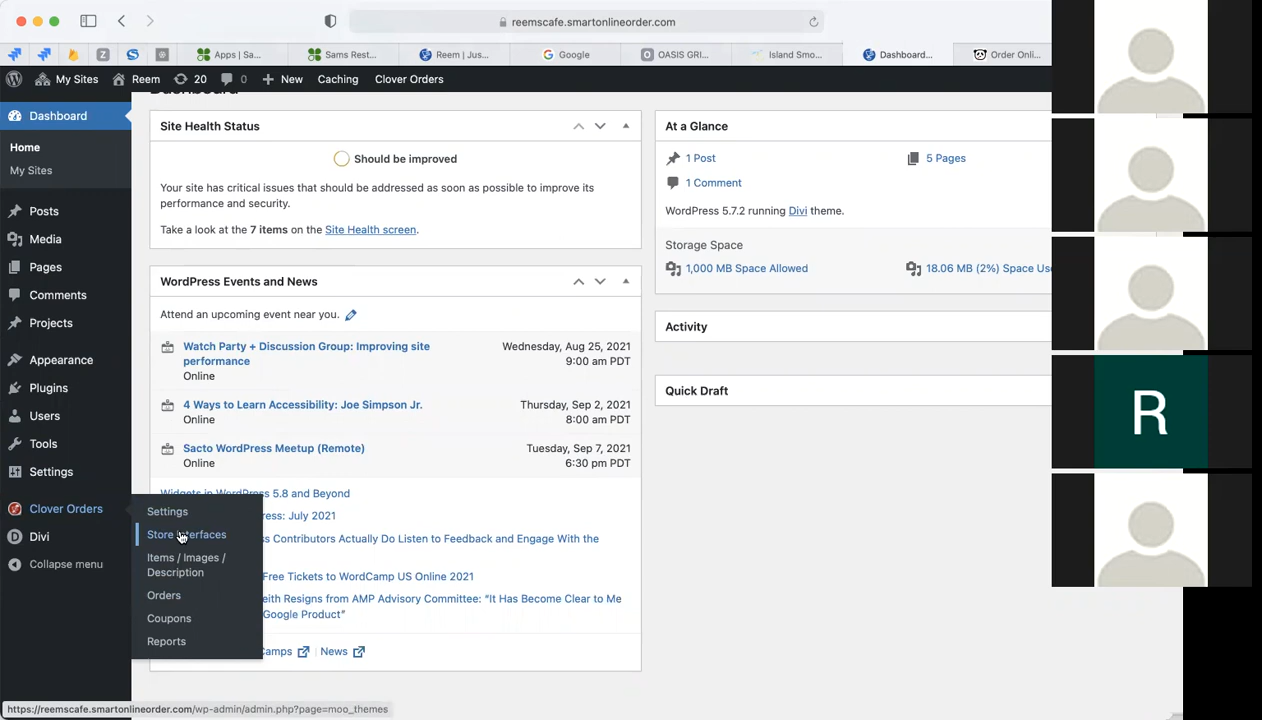 reemscafe.smartonlineorder.com
Apps | Sa...
Sams Rest...
Reem | Jus...
Google
OASIS GRI...
Island Smo...
Dashboard...
Order Onli...
My Sites
Reem
20
0
New
Caching
Clover Orders
Dashboard
Home
My Sites
Posts
Media
Pages
Comments
Projects
Appearance
Plugins
Users
Tools
Settings
Clover Orders
Divi
Collapse menu
Settings
Store Interfaces
Items / Images /
Description
Orders
Coupons
Reports
Dashboard
Site Health Status
Should be improved
Your site has critical issues that should be addressed as soon as possible to improve its
performance and security.
Take a look at the 7 items on the Site Health screen.
WordPress Events and News
Attend an upcoming event near you.
Watch Party + Discussion Group: Improving site
performance
Online
Wednesday, Aug 25, 2021
9:00 am PDT
4 Ways to Learn Accessibility: Joe Simpson Jr.
Online
Thursday, Sep 2, 2021
8:00 am PDT
Sacto WordPress Meetup (Remote)
Online
Tuesday, Sep 7, 2021
6:30 pm PDT
Widgets in WordPress 5.8 and Beyond
ress: July 2021
ss Contributors Actually Do Listen to Feedback and Engage With the
Free Tickets to WordCamp US Online 2021
eith Resigns from AMP Advisory Committee: “It Has Become Clear to Me
Google Product”
Camps
| News
At a Glance
1 Post
5 Pages
1 Comment
WordPress 5.7.2 running Divi theme.
Storage Space
1,000 MB Space Allowed
18.06 MB (2%) Space Use
Activity
Quick Draft
R
https://reemscafe.smartonlineorder.com/wp-admin/admin.php?page=moo_themes